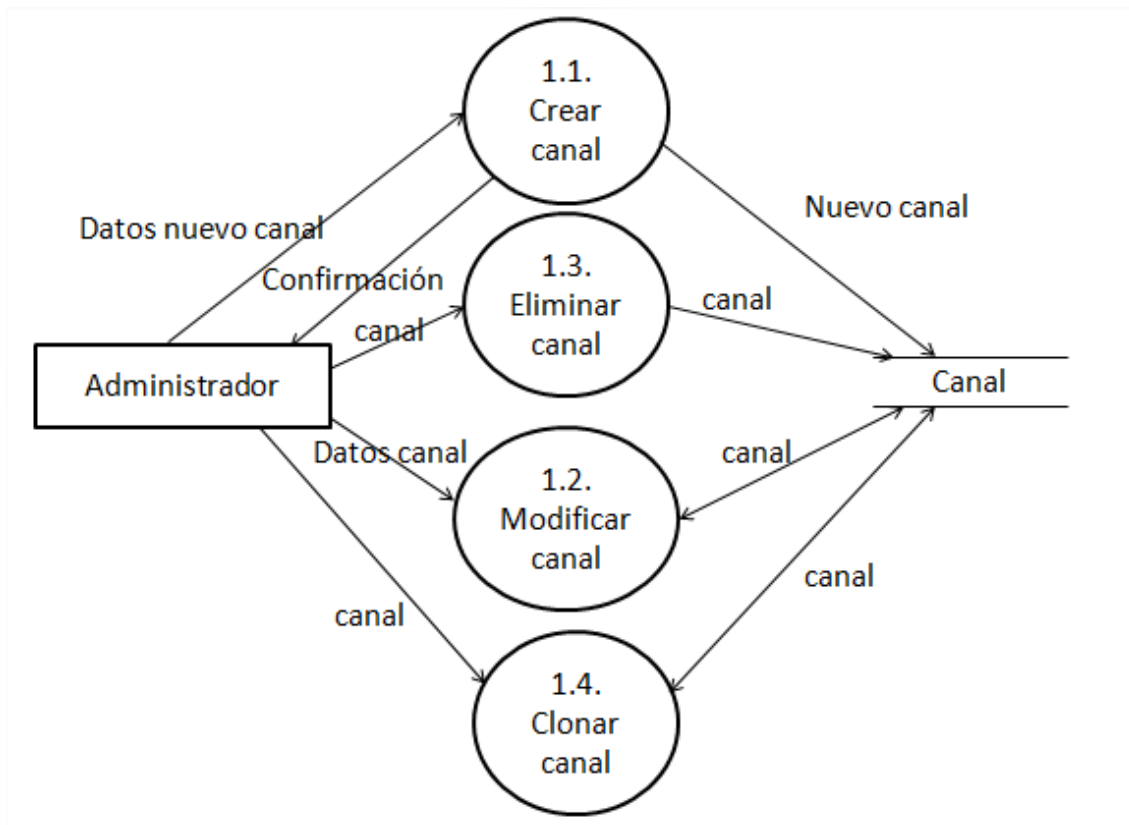 1.1.
Crear
canal
Datos nuevo canal
Nuevo canal
Confirmación
1.3.
Eliminar
canal
canal
canal
Administrador
Canal
Datos canal
canal
1.2.
Modificar
canal
canal
canal
1.4.
Clonar
canal